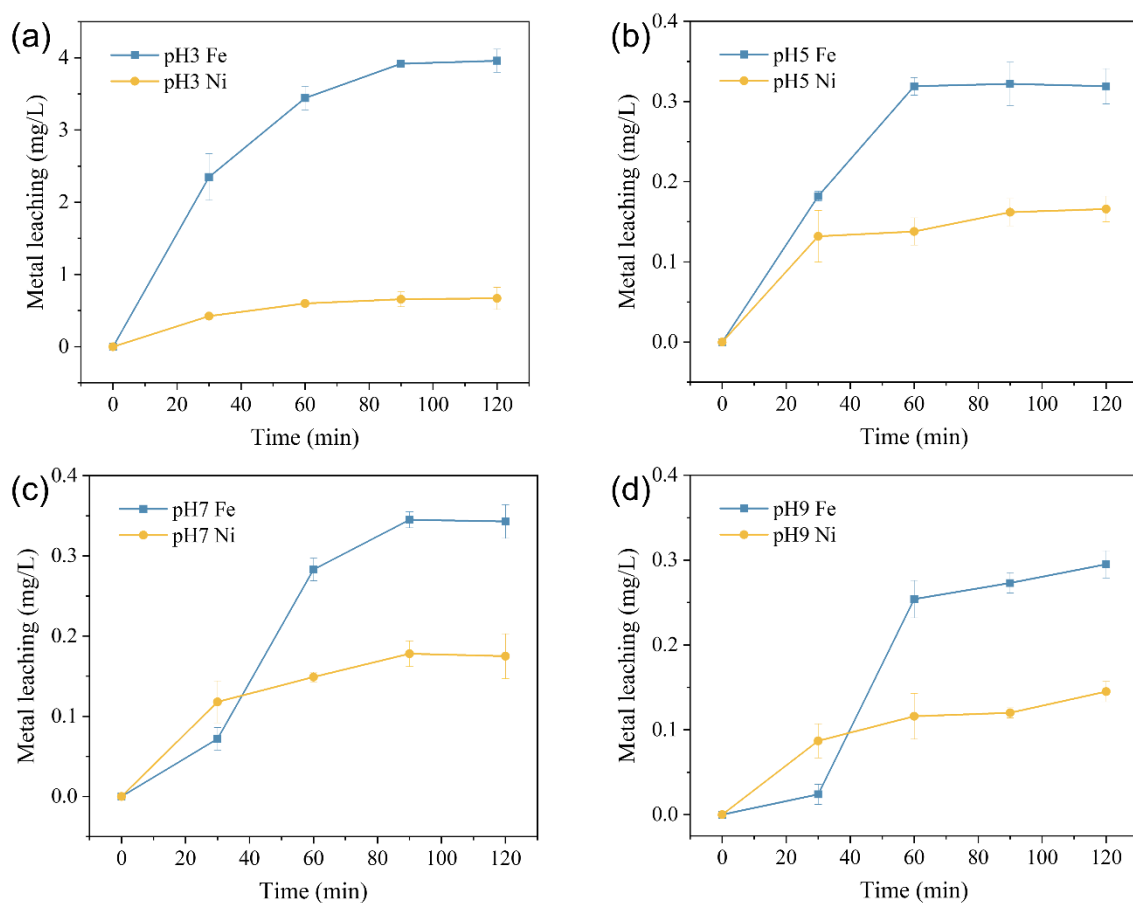 (a)
pH3 Fe
pH3 Ni
Metal leaching (mg/L)
4
3
2
1
0
0 20 40 60 80 100 120
Time (min)
(b)
pH5 Fe
pH5 Ni
Metal leaching (mg/L)
0.4
0.3
0.2
0.1
0.0
0 20 40 60 80 100 120
Time (min)
(c)
pH7 Fe
pH7 Ni
Metal leaching (mg/L)
0.4
0.3
0.2
0.1
0.0
0 20 40 60 80 100 120
Time (min)
(d)
pH9 Fe
pH9 Ni
Metal leaching (mg/L)
0.4
0.3
0.2
0.1
0.0
0 20 40 60 80 100 120
Time (min)